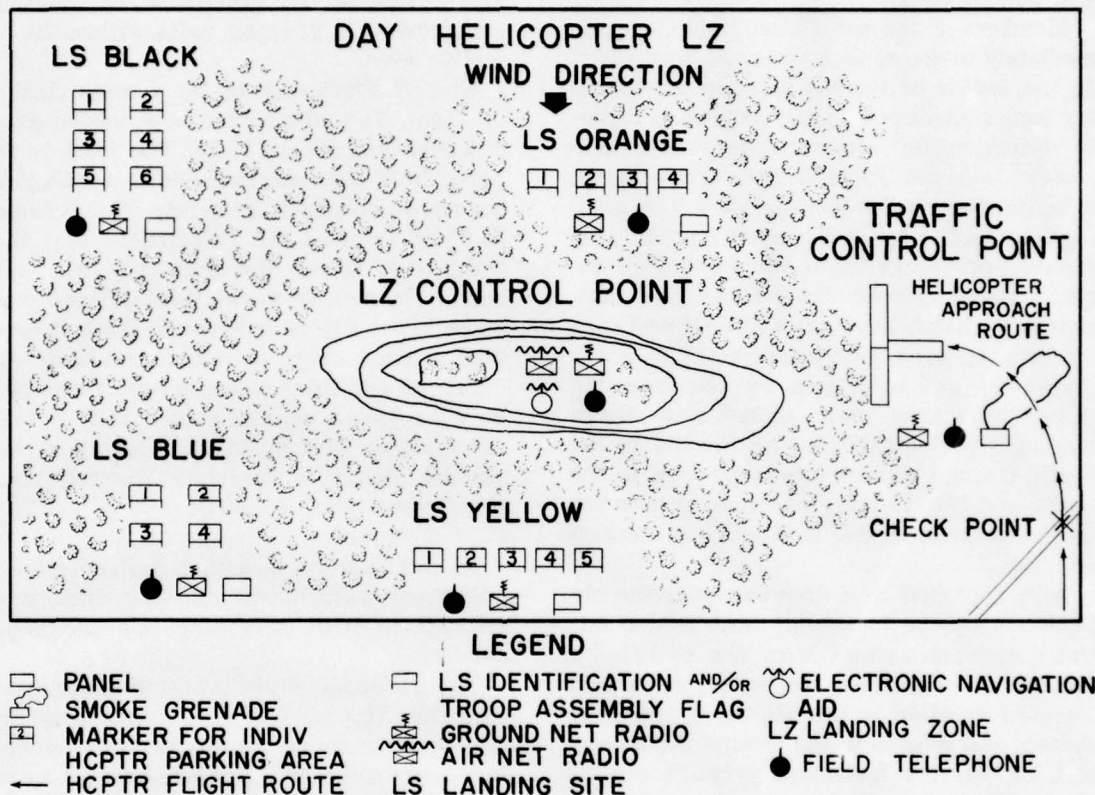 DAY HELICOPTER LZ
LS BLACK
WIND DIRECTION
1 2
3 4
5 6
LS ORANGE
1 2 3 4
TRAFFIC
CONTROL POINT
LZ CONTROL POINT
HELICOPTER
APPROACH
ROUTE
LS BLUE
1 2
3 4
LS YELLOW
1 2 3 4 5
CHECK POINT
LEGEND
PANEL
SMOKE GRENADE
2 MARKER FOR INDIV
HCPTR PARKING AREA
HCPTR FLIGHT ROUTE
LS IDENTIFICATION AND/OR
TROOP ASSEMBLY FLAG
GROUND NET RADIO
AIR NET RADIO
LS LANDING SITE
ELECTRONIC NAVIGATION
AID
LZ LANDING ZONE
FIELD TELEPHONE